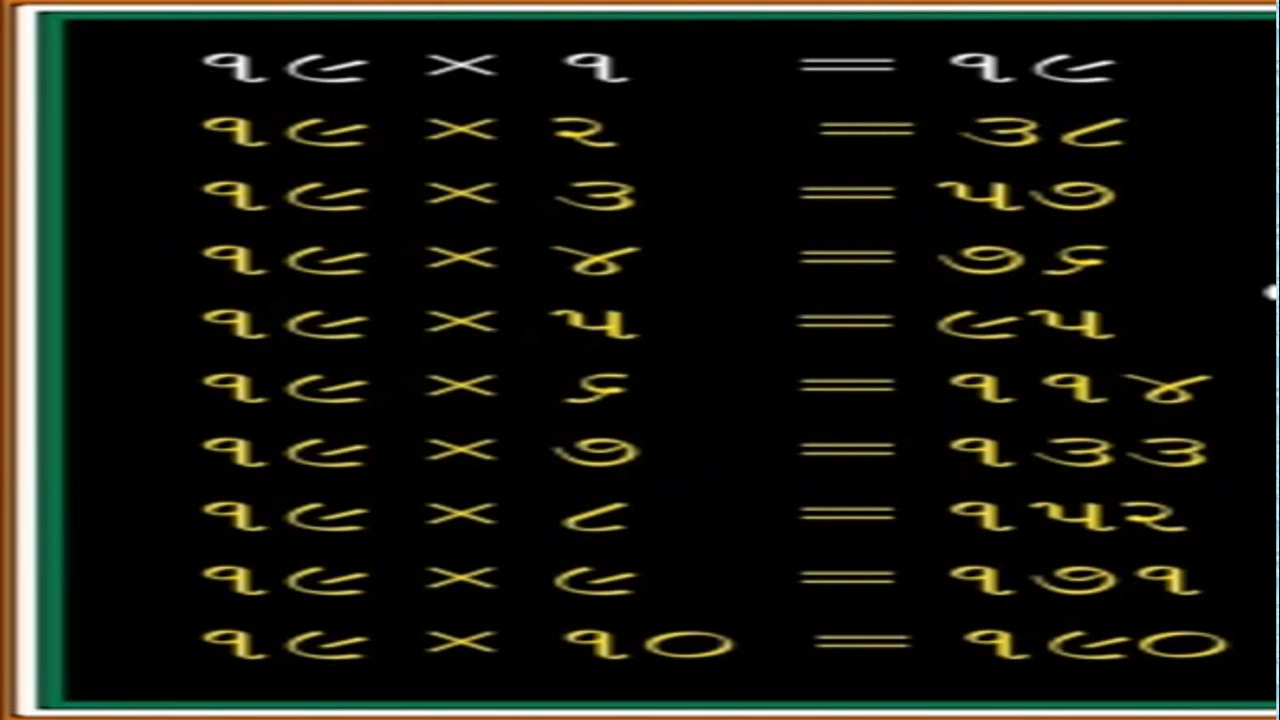 ૧૯ × ૧ = ૧૯
૧૯ × ૨ = ૩૮
૧૯ × ૩ = ૫૭
૧૯ × ૪ = ૭૬
૧૯ × ૫ = ૯૫
૧૯ × ૬ = ૧૧૪
૧૯ × ૭ = ૧૩૩
૧૯ × ૮ = ૧૫૨
૧૯ × ૯ = ૧૭૧
૧૯ × ૧૦ = ૧૯૦